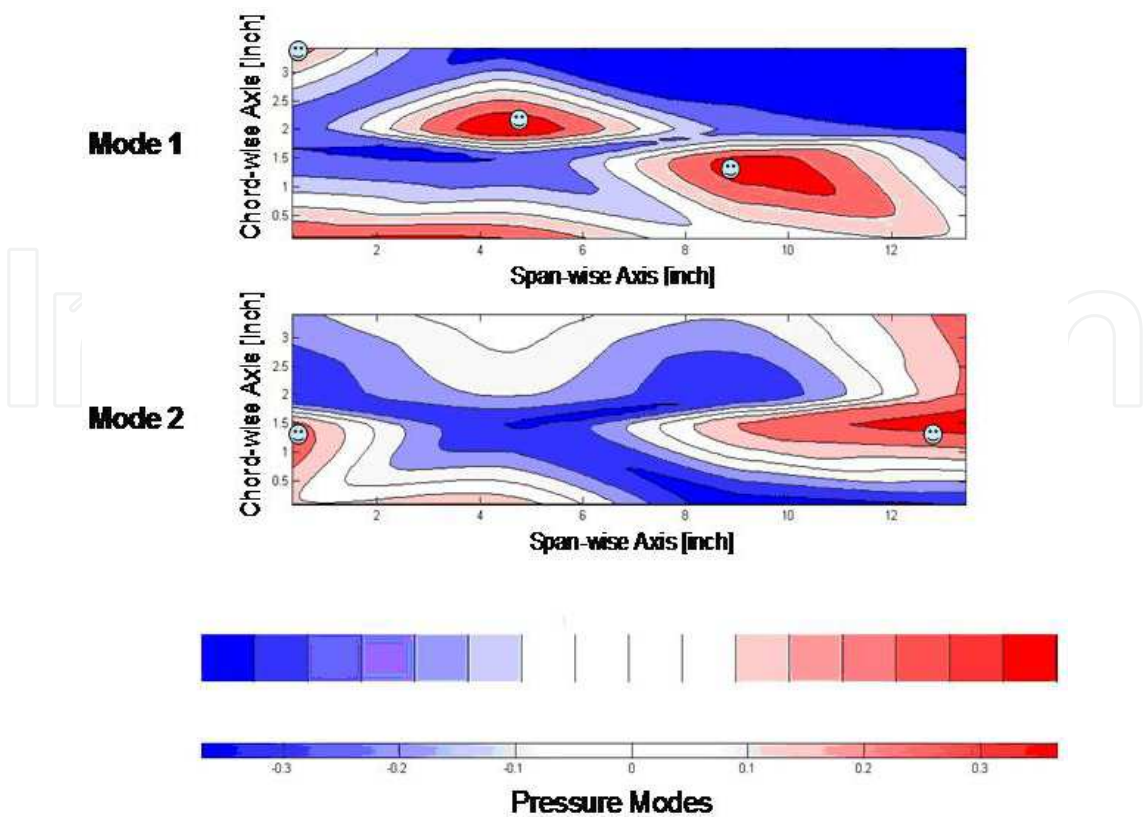 Mode 1
Chord-wise Axis [Inch]
3
2.5
2
1.5
1
0.5
2 4 6 8 10 12
Span-wise Axis [inch]
Mode 2
Chord-wise Axis [Inch]
3
2.5
2
1.5
1
0.5
2 4 6 8 10 12
Span-wise Axis [inch]
-0.3 -0.2 -0.1 0 0.1 0.2 0.3
Pressure Modes